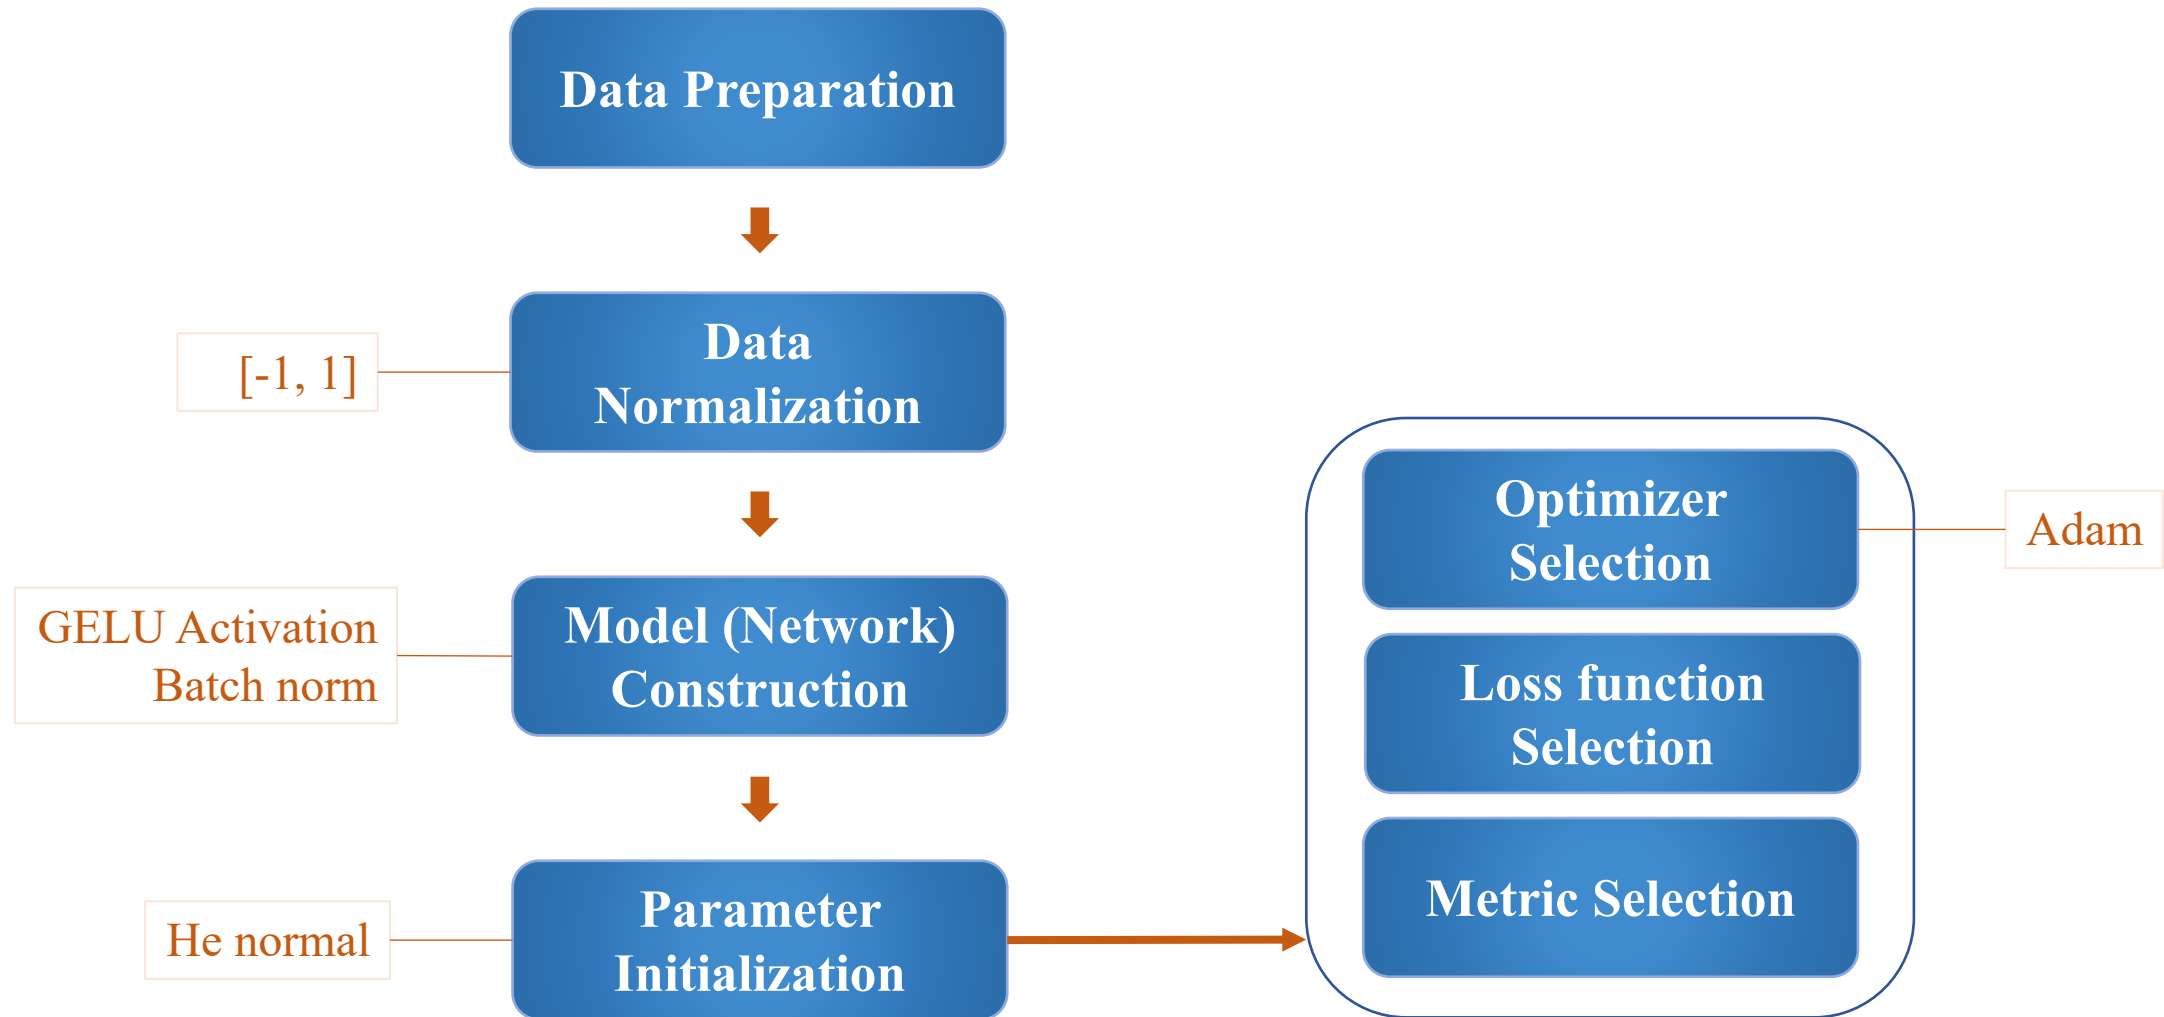 Data Preparation
[-1, 1]
Data
Normalization
GELU Activation
Batch norm
Model (Network)
Construction
He normal
Parameter
Initialization
Optimizer
Selection
Adam
Loss function
Selection
Metric Selection